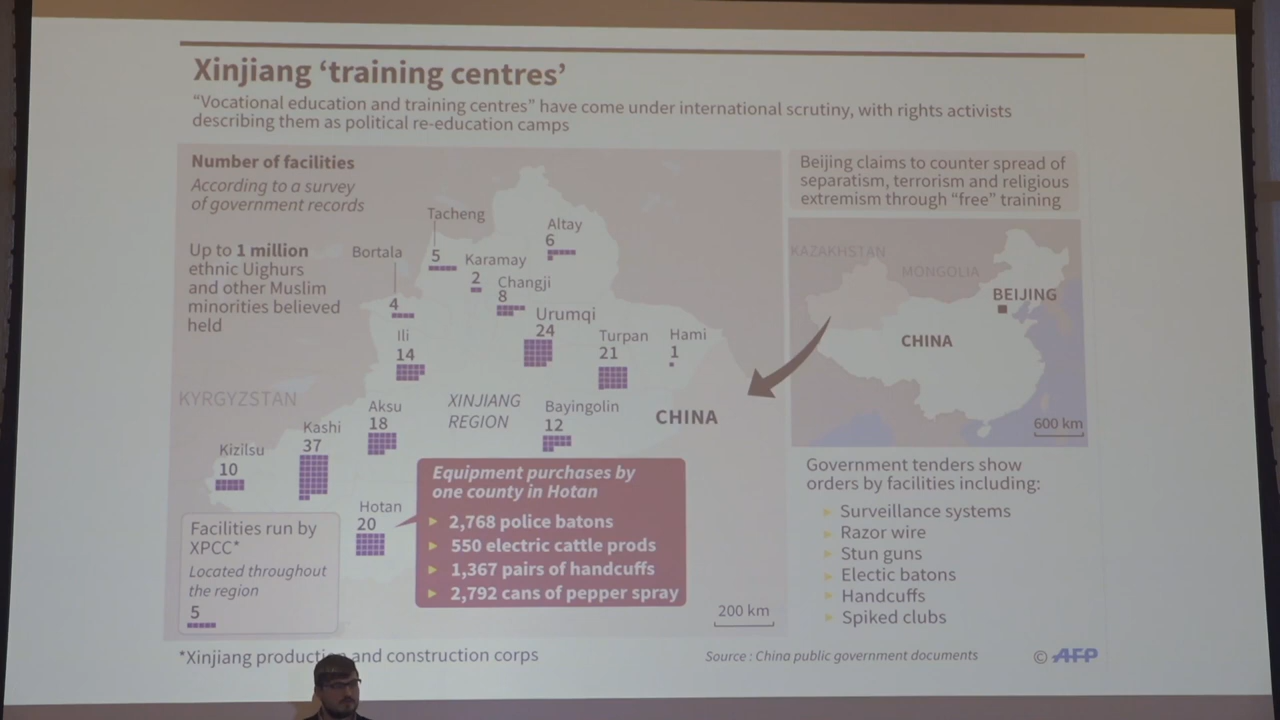 Xinjiang ‘training centres’
“Vocational education and training centres” have come under international scrutiny, with rights activists
describing them as political re-education camps
Number of facilities
According to a survey
of government records
Up to 1 million
ethnic Uighurs
and other Muslim
minorities believed
held
Tacheng
5
Altay
6
Bortala
4
Karamay
2
Changji
8
Urumqi
24
Ili
14
Turpan
21
Hami
1
KYRGYZSTAN
XINJIANG
REGION
CHINA
Aksu
18
Bayingolin
12
Kashi
37
Kizilsu
10
Hotan
20
Equipment purchases by
one county in Hotan
2,768 police batons
550 electric cattle prods
1,367 pairs of handcuffs
2,792 cans of pepper spray
Facilities run by
XPCC*
Located throughout
the region
5
200 km
Beijing claims to counter spread of
separatism, terrorism and religious
extremism through “free” training
KAZAKHSTAN
MONGOLIA
BEIJING
CHINA
600 km
Government tenders show
orders by facilities including:
Surveillance systems
Razor wire
Stun guns
Electic batons
Handcuffs
Spiked clubs
*Xinjiang production and construction corps
Source : China public government documents
© AFP